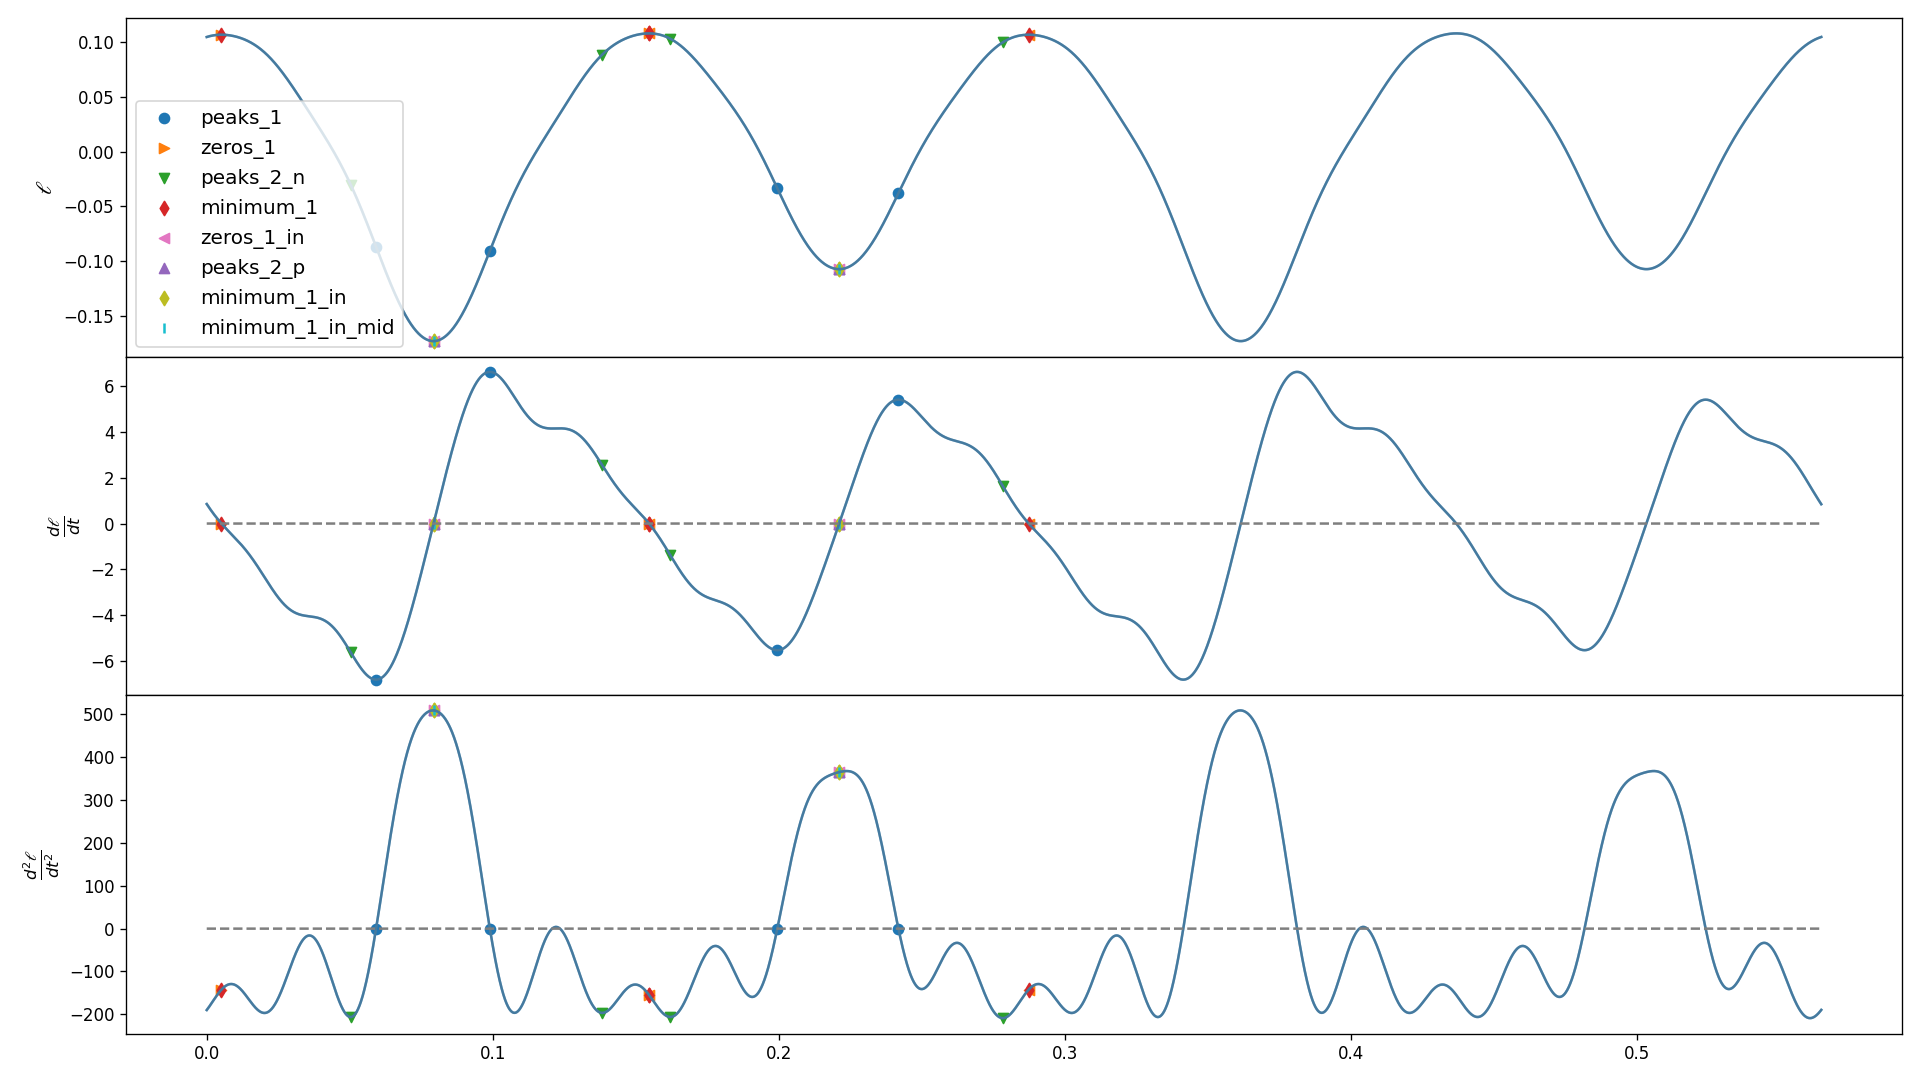 0.10
0.05
0.00
−0.05
−0.10
−0.15
ℓ
peaks_1
zeros_1
peaks_2_n
minimum_1
zeros_1_in
peaks_2_p
minimum_1_in
minimum_1_in_mid
6
4
2
0
−2
−4
−6
dℓ
dt
500
400
300
200
100
0
−100
−200
d²ℓ
dt²
0.0 0.1 0.2 0.3 0.4 0.5